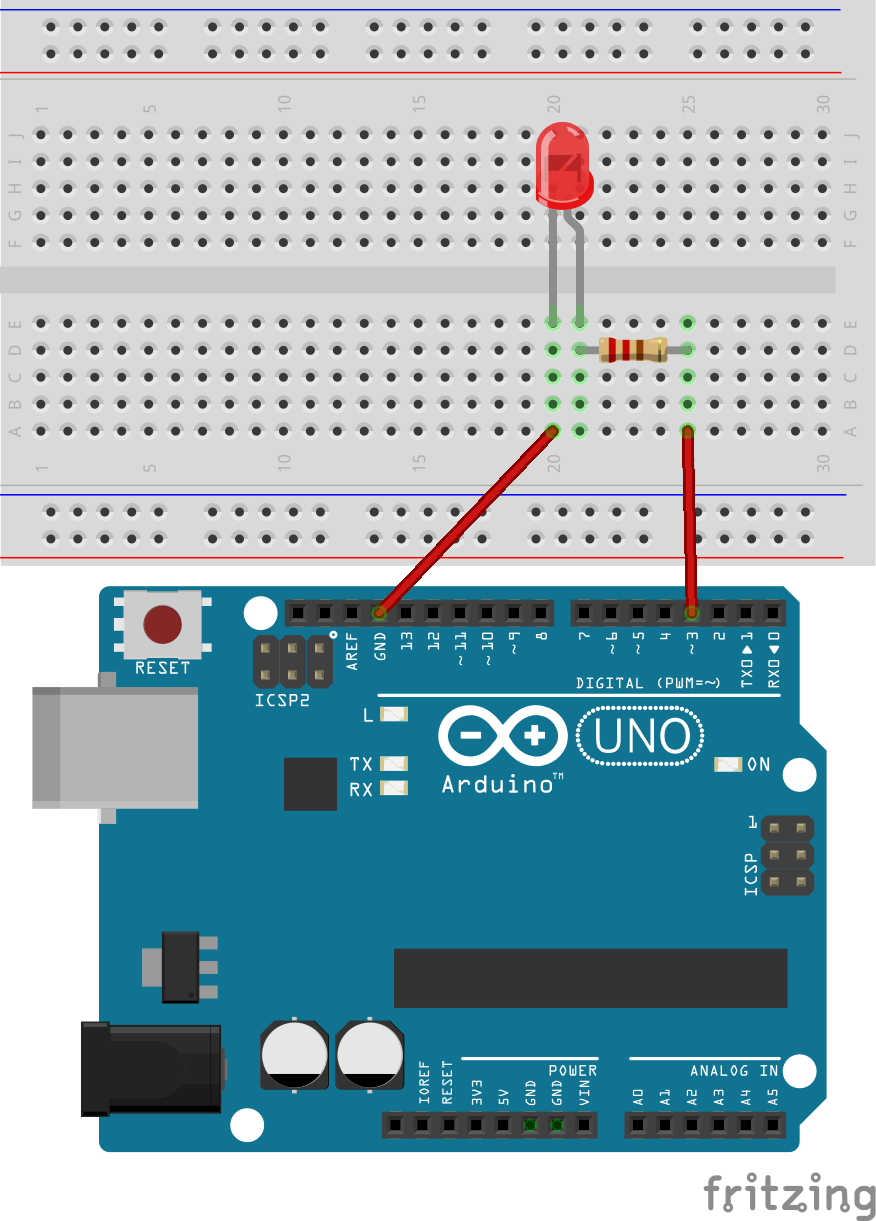 1 5 10 15 20 25 30
J J
I I
H H
G G
F F
E E
D D
C C
B B
A A
1 5 10 15 20 25 30
RESET
ICSP2
AREF
GND
13
12
~11
~10
~9
8
7
~6
~5
4
~3
2
TX0▶1
RX0◀0
DIGITAL (PWM=~)
L
TX
RX
UNO
Arduino™
ON
1
ICSP
IOREF
RESET
3V3
5V
GND
GND
VIN
POWER
ANALOG IN
A0
A1
A2
A3
A4
A5
fritzing